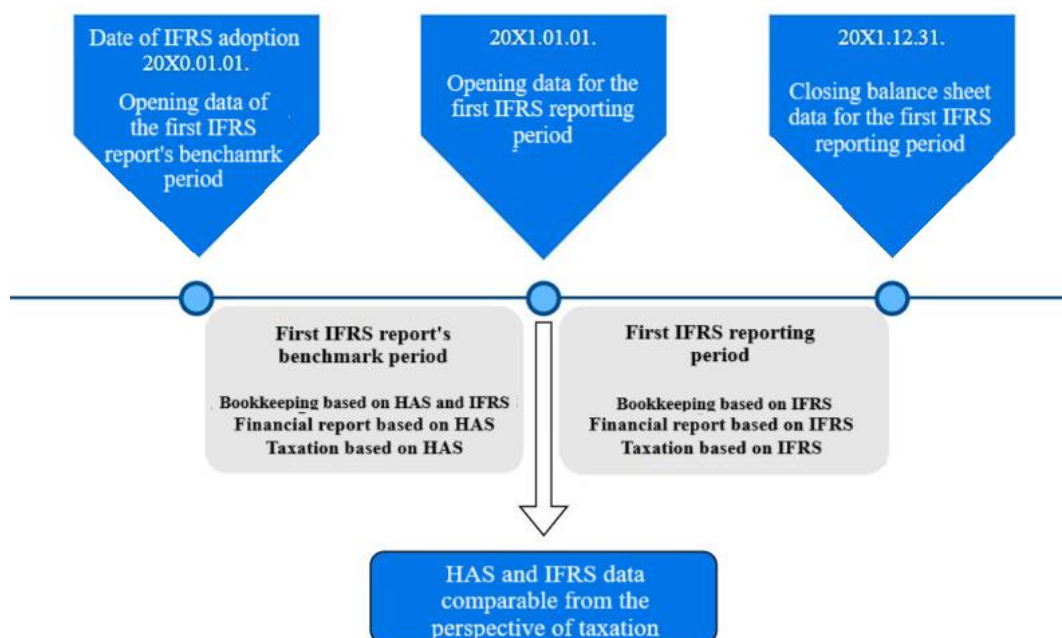 Date of IFRS adoption
20X0.01.01.
Opening data of
the first IFRS
report's benchamrk
period
20X1.01.01.
Opening data for the
first IFRS reporting
period
20X1.12.31.
Closing balance sheet
data for the first IFRS
reporting period
First IFRS report's
benchmark period
Bookkeeping based on HAS and IFRS
Financial report based on HAS
Taxation based on HAS
First IFRS reporting
period
Bookkeeping based on IFRS
Financial report based on IFRS
Taxation based on IFRS
HAS and IFRS data
comparable from the
perspective of taxation